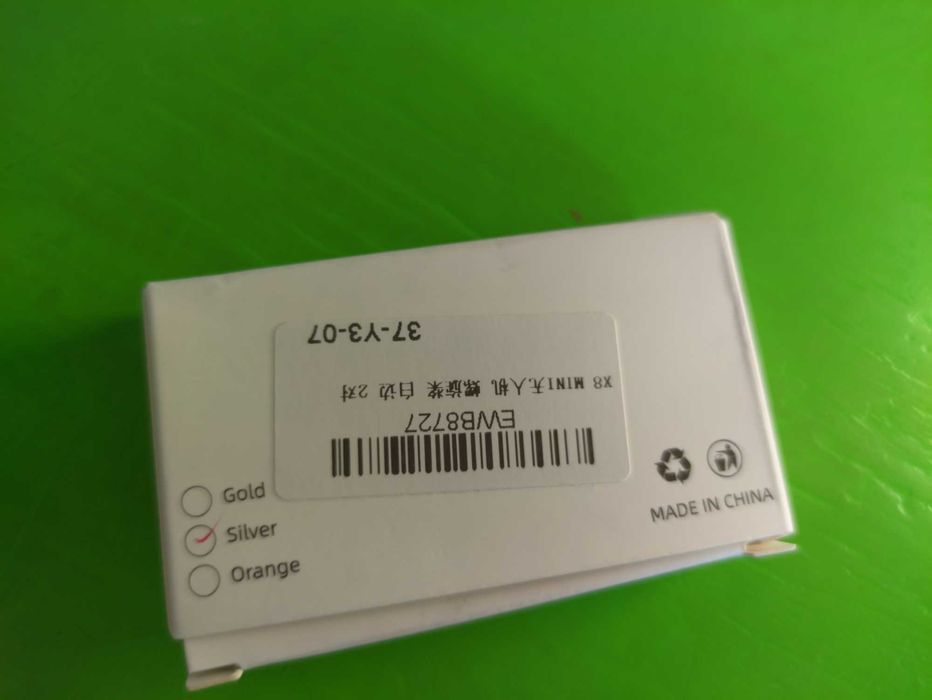 EWB8727
X8 MINI无人机 螺旋桨 白边 2对
37-Y3-07
Gold
Silver
Orange
MADE IN CHINA